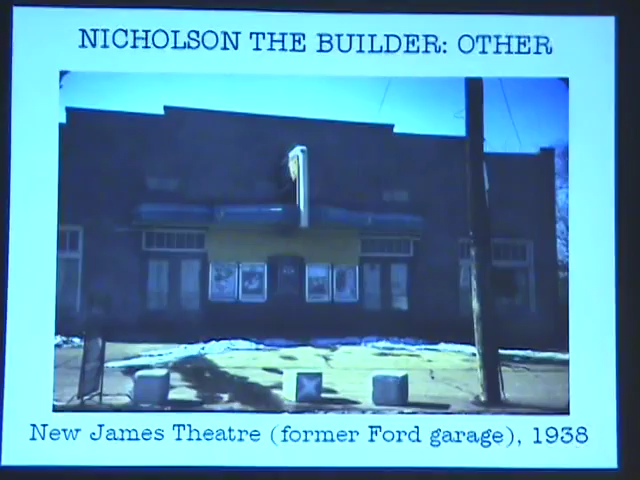 NICHOLSON THE BUILDER: OTHER
New James Theatre (former Ford garage), 1938